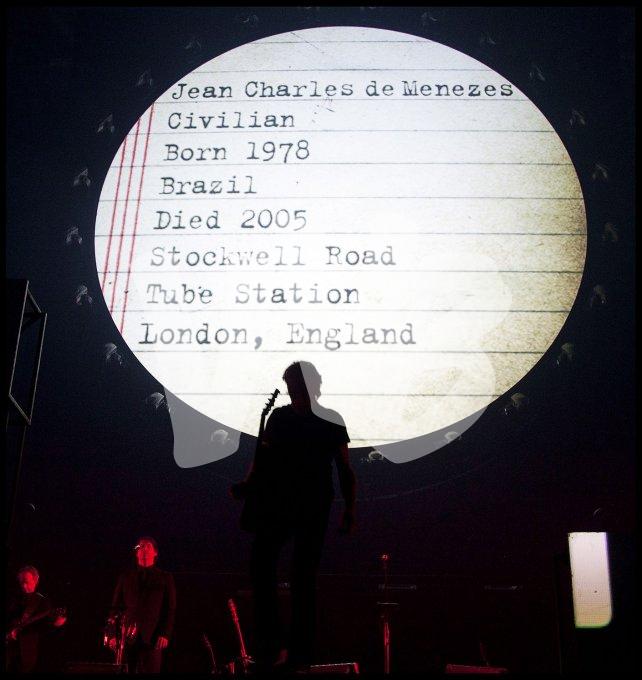 Jean Charles de Menezes
Civilian
Born 1978
Brazil
Died 2005
Stockwell Road
Tube Station
London, England